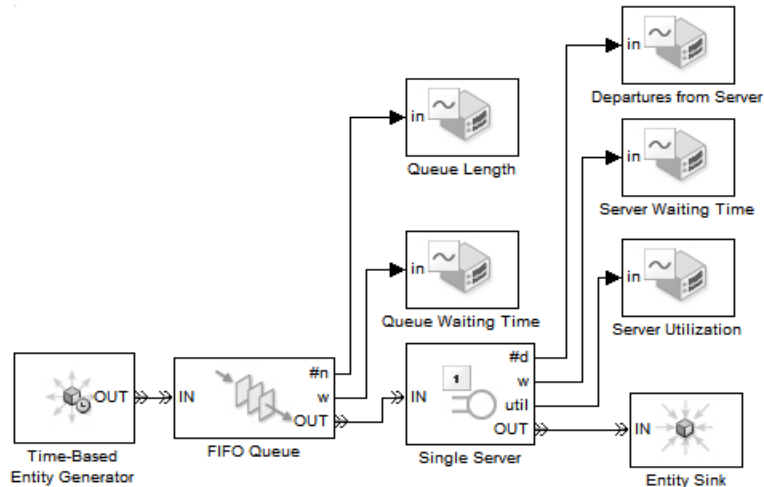 in
Departures from Server
in
Queue Length
in
Server Waiting Time
in
Queue Waiting Time
in
Server Utilization
OUT
Time-Based
Entity Generator
IN
#n
w
OUT
FIFO Queue
IN
1
#d
w
util
OUT
Single Server
IN
Entity Sink